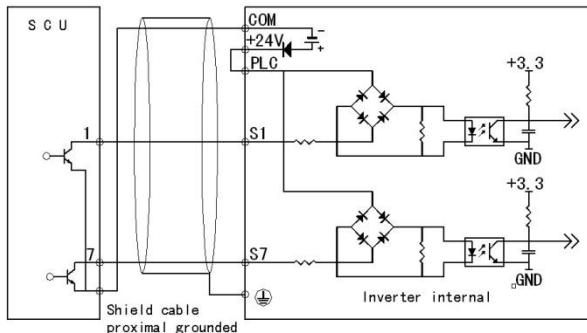 SCU
COM
+24V
PLC
+3.3
1
S1
GND
+3.3
7
S7
GND
Inverter internal
Shield cable
proximal grounded